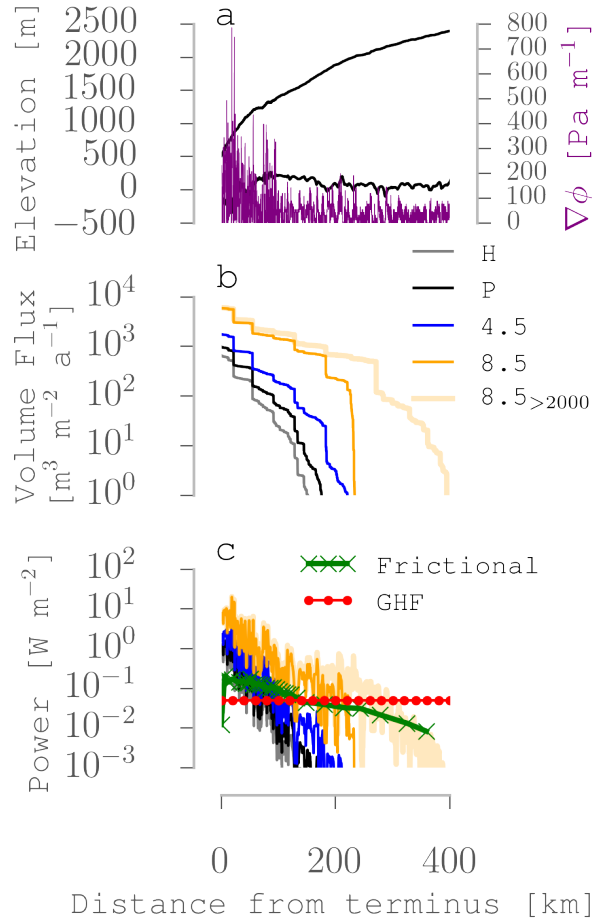 a
Elevation [m]
2500
2000
1500
1000
500
0
−500
800
700
600
500
400
300
200
100
0
∇ϕ [Pa m⁻¹]
b
Volume Flux
[m³ m⁻² a⁻¹]
10⁴
10³
10²
10¹
10⁰
H
P
4.5
8.5
8.5>2000
c
Power [W m⁻²]
10²
10¹
10⁰
10⁻¹
10⁻²
10⁻³
Frictional
GHF
0 200 400
Distance from terminus [km]